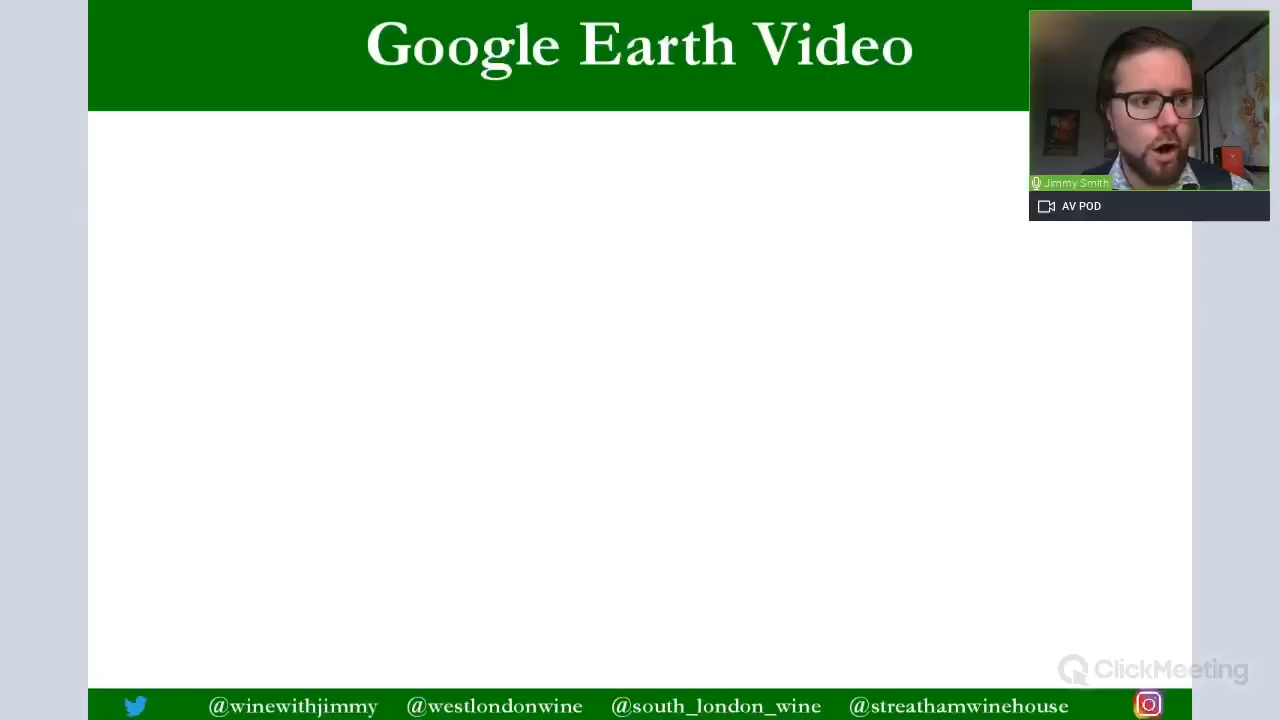 Google Earth Video
Jimmy Smith
AV POD
ClickMeeting
@winewithjimmy @westlondonwine @south_london_wine @streathamwinehouse